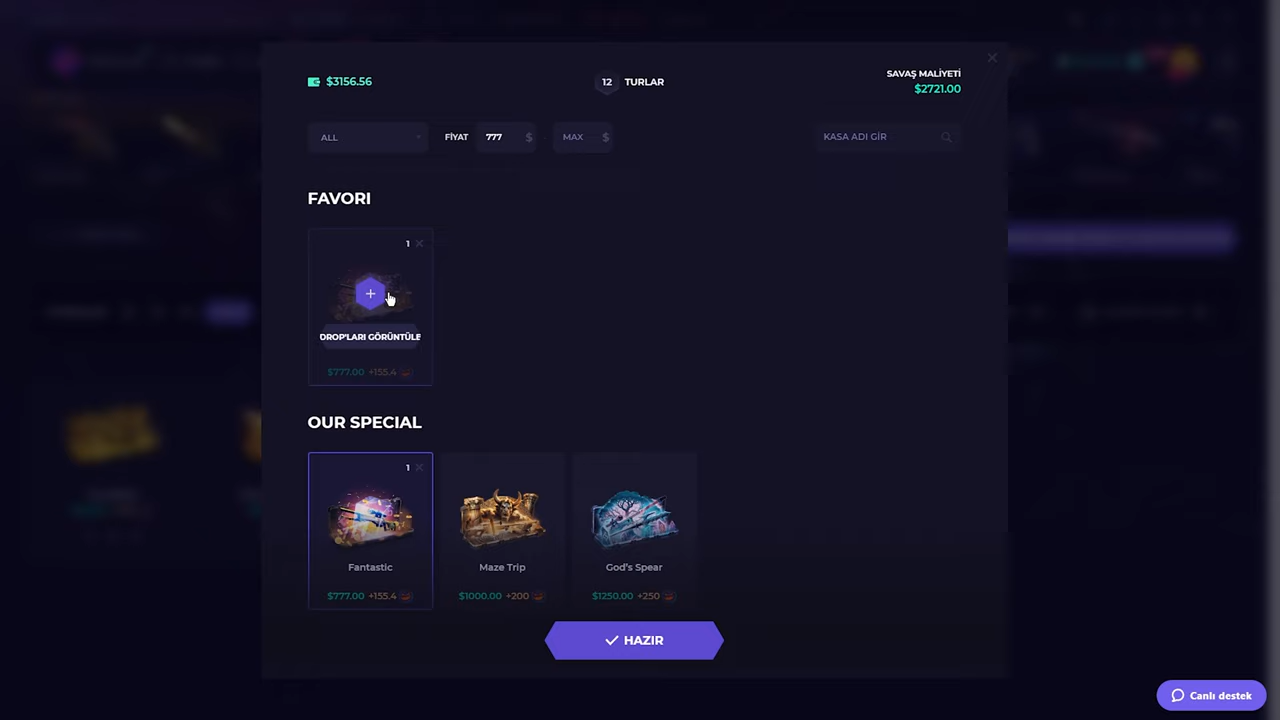 $3156.56
12 TURLAR
SAVAŞ MALİYETİ
$2721.00
ALL
FİYAT
777 $
MAX $
KASA ADI GİR
FAVORI
1
DROP'LARI GÖRÜNTÜLE
$777.00 +155.4
OUR SPECIAL
1
Fantastic
$777.00 +155.4
Maze Trip
$1000.00 +200
God's Spear
$1250.00 +250
HAZIR
Canlı destek